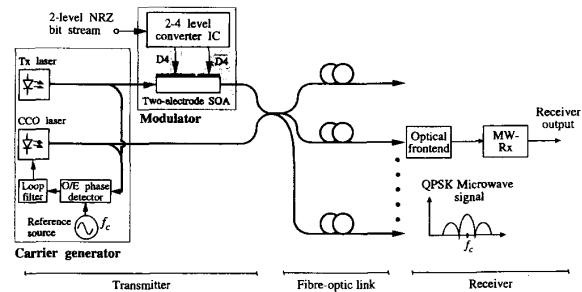 2-level NRZ
bit stream
2-4 level
converter IC
D4
D4
Tx laser
Two-electrode SOA
Modulator
CCO laser
Loop
filter
O/E phase
detector
Reference
source
fc
Carrier generator
Optical
frontend
MW-
Rx
Receiver
output
QPSK Microwave
signal
fc
Transmitter
Fibre-optic link
Receiver